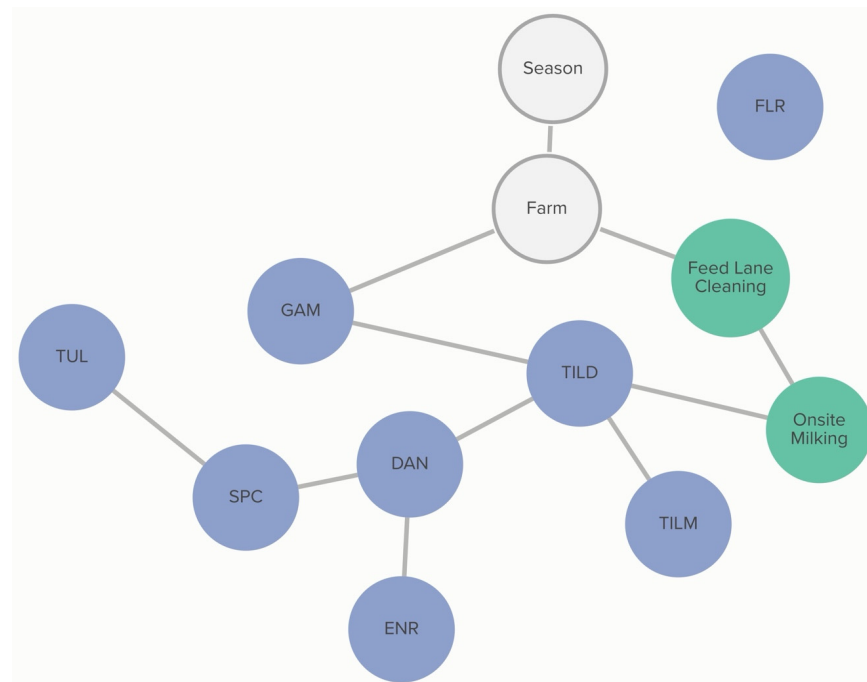 Season
FLR
Farm
Feed Lane
Cleaning
GAM
TUL
TILD
Onsite
Milking
DAN
SPC
TILM
ENR